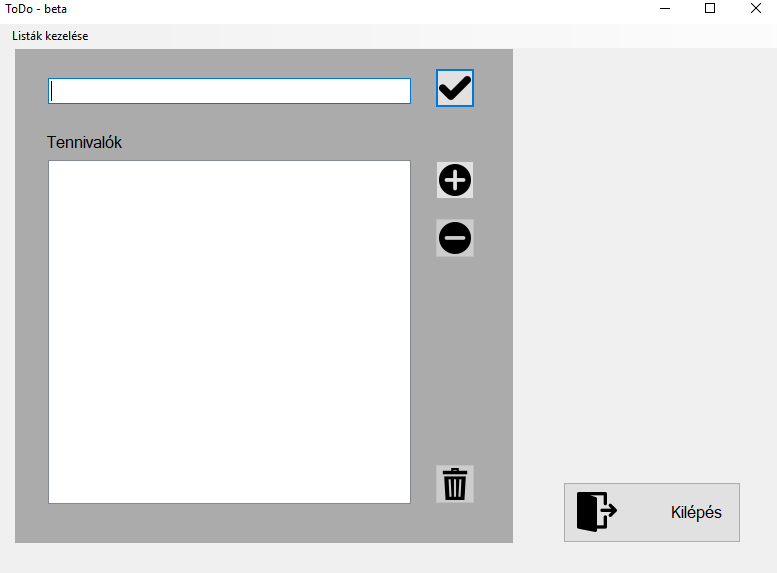 ToDo - beta
Listák kezelése
Tennivalók
Kilépés